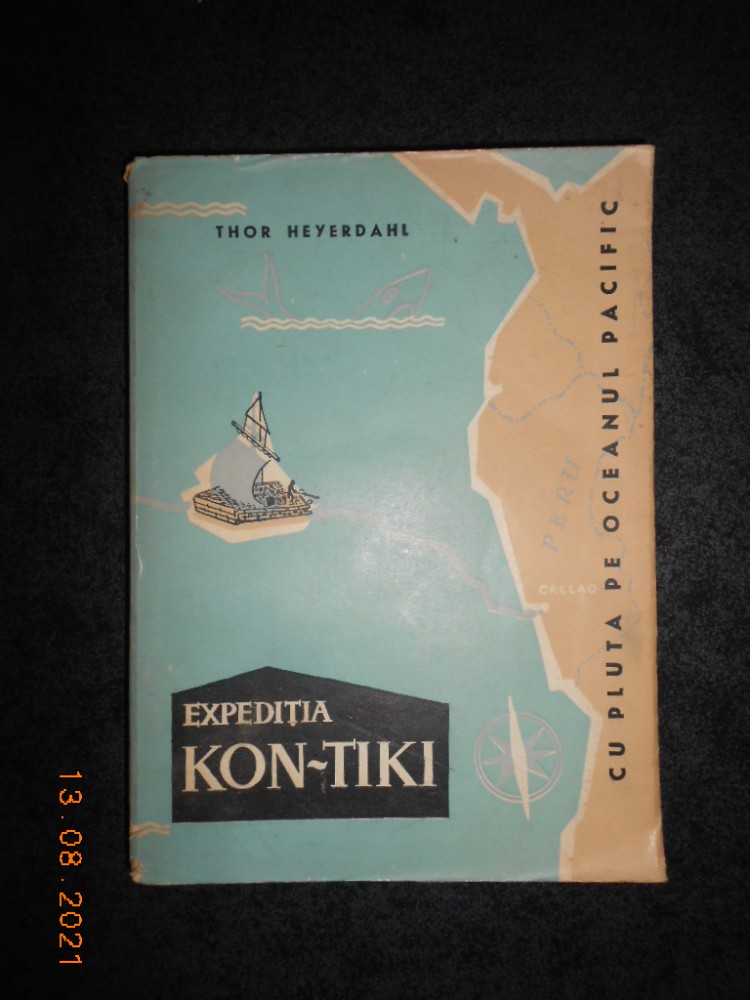 THOR HEYERDAHL
CU PLUTA PE OCEANUL PACIFIC
PERU
CALLAO
EXPEDIȚIA
KON-TIKI
13.08.2021